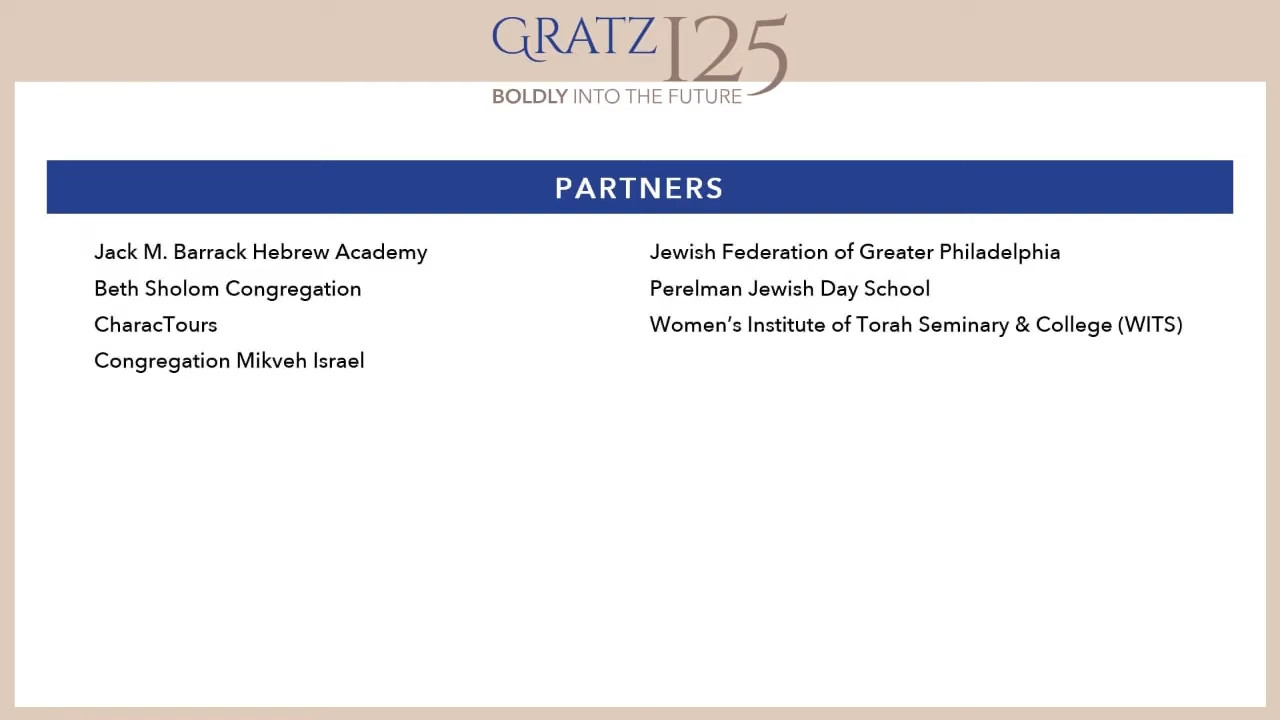 GRATZ 125
BOLDLY INTO THE FUTURE
PARTNERS
Jack M. Barrack Hebrew Academy
Beth Sholom Congregation
CharacTours
Congregation Mikveh Israel
Jewish Federation of Greater Philadelphia
Perelman Jewish Day School
Women’s Institute of Torah Seminary & College (WITS)